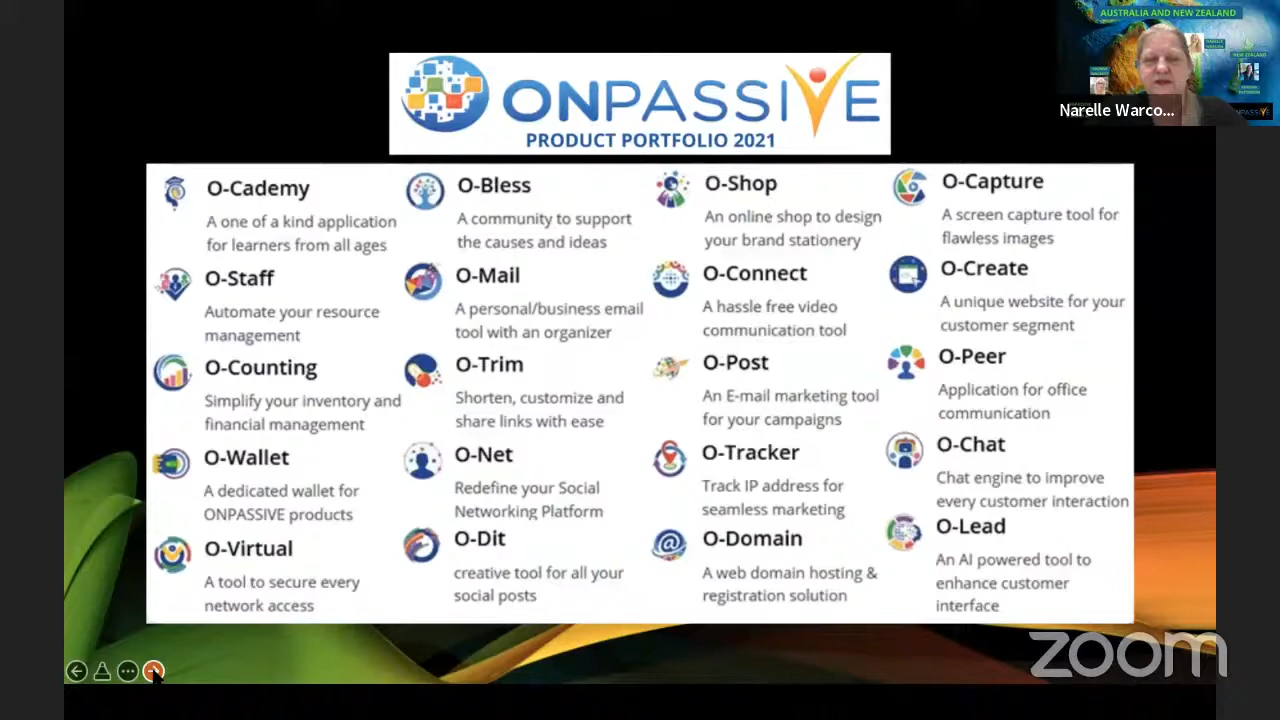 AUSTRALIA AND NEW ZEALAND
Narelle Warco...
ONPASSIVE
PRODUCT PORTFOLIO 2021
O-Cademy
A one of a kind application
for learners from all ages
O-Bless
A community to support
the causes and ideas
O-Shop
An online shop to design
your brand stationery
O-Capture
A screen capture tool for
flawless images
O-Staff
Automate your resource
management
O-Mail
A personal/business email
tool with an organizer
O-Connect
A hassle free video
communication tool
O-Create
A unique website for your
customer segment
O-Counting
Simplify your inventory and
financial management
O-Trim
Shorten, customize and
share links with ease
O-Post
An E-mail marketing tool
for your campaigns
O-Peer
Application for office
communication
O-Wallet
A dedicated wallet for
ONPASSIVE products
O-Net
Redefine your Social
Networking Platform
O-Tracker
Track IP address for
seamless marketing
O-Chat
Chat engine to improve
every customer interaction
O-Virtual
A tool to secure every
network access
O-Dit
creative tool for all your
social posts
O-Domain
A web domain hosting &
registration solution
O-Lead
An AI powered tool to
enhance customer
interface
zoom